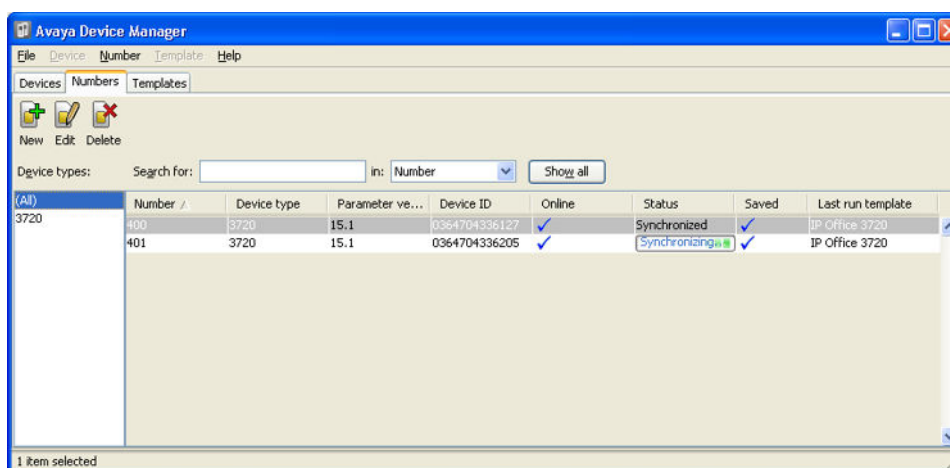 Avaya Device Manager
File Device Number Template Help
Devices Numbers Templates
New Edit Delete
Device types: Search for: in: Number Show all
(All) Number Device type Parameter ve... Device ID Online Status Saved Last run template
3720 400 3720 15.1 0364704336127 Synchronized IP Office 3720
401 3720 15.1 0364704336205 Synchronizing IP Office 3720
1 item selected